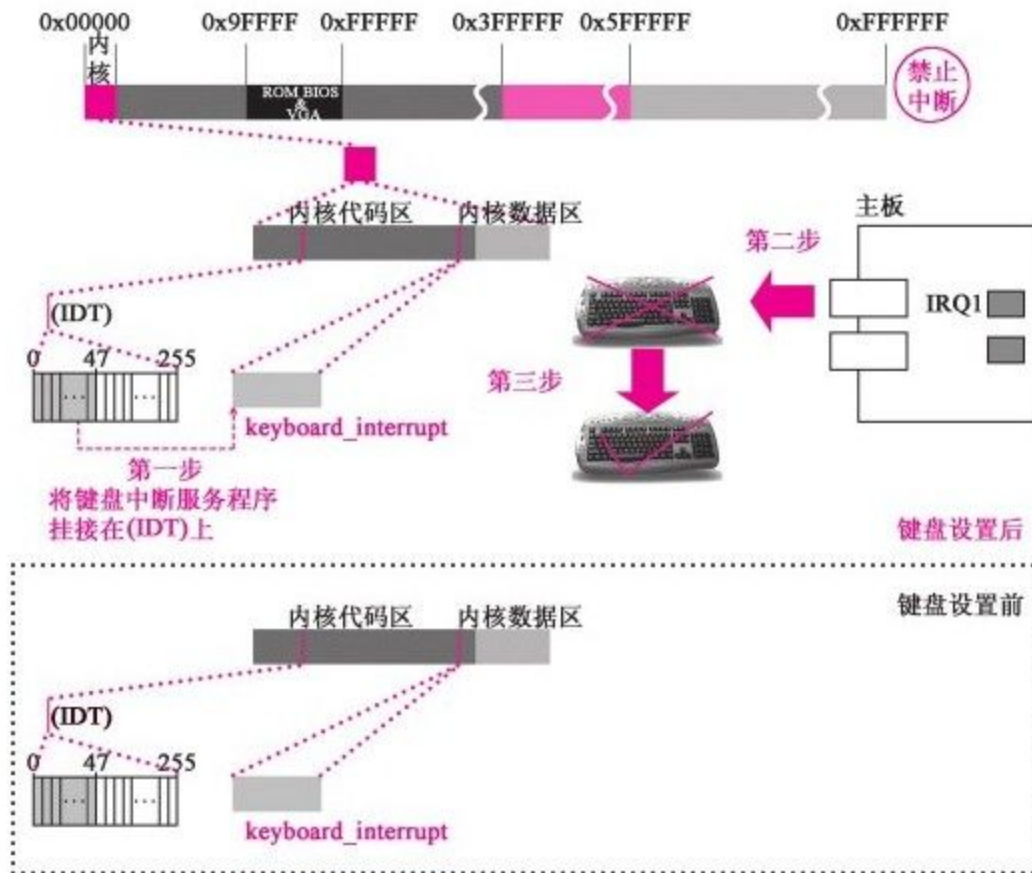 0x00000 0x9FFFF 0xFFFFF 0x3FFFFF 0x5FFFFF 0xFFFFFF
内
核
ROM BIOS
&
VGA
禁止
中断
内核代码区 内核数据区
主板
第二步
IRQ1
(IDT)
0 47 255
... ...
第三步
keyboard_interrupt
第一步
将键盘中断服务程序
挂接在(IDT)上
键盘设置后
键盘设置前
内核代码区 内核数据区
(IDT)
0 47 255
... ...
keyboard_interrupt